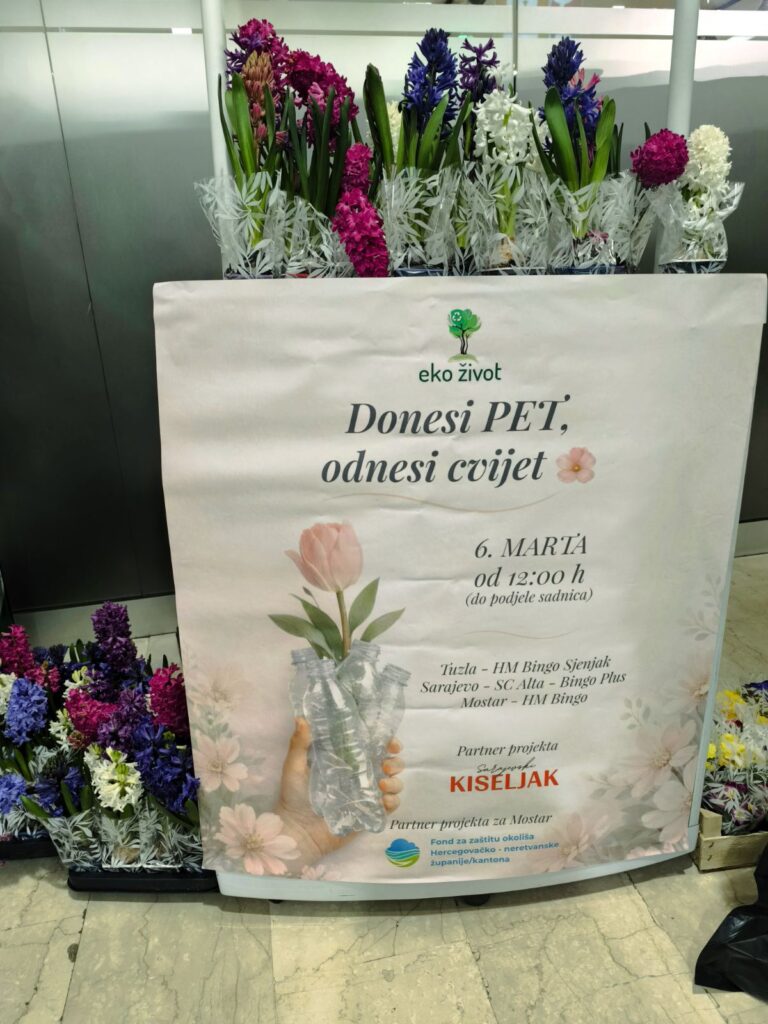 eko život
Donesi PET,
odnesi cvijet
6. MARTA
od 12:00 h
(do podjele sadnica)
Tuzla - HM Bingo Sjenjak
Sarajevo - SC Alta - Bingo Plus
Mostar - HM Bingo
Partner projekta
Sarajevski
KISELJAK
Partner projekta za Mostar
Fond za zaštitu okoliša
Hercegovačko - neretvanske
županije/kantona